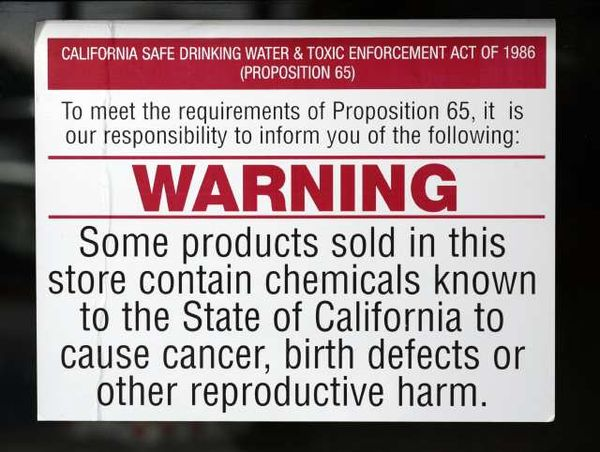 CALIFORNIA SAFE DRINKING WATER & TOXIC ENFORCEMENT ACT OF 1986
(PROPOSITION 65)
To meet the requirements of Proposition 65, it is
our responsibility to inform you of the following:
WARNING
Some products sold in this
store contain chemicals known
to the State of California to
cause cancer, birth defects or
other reproductive harm.